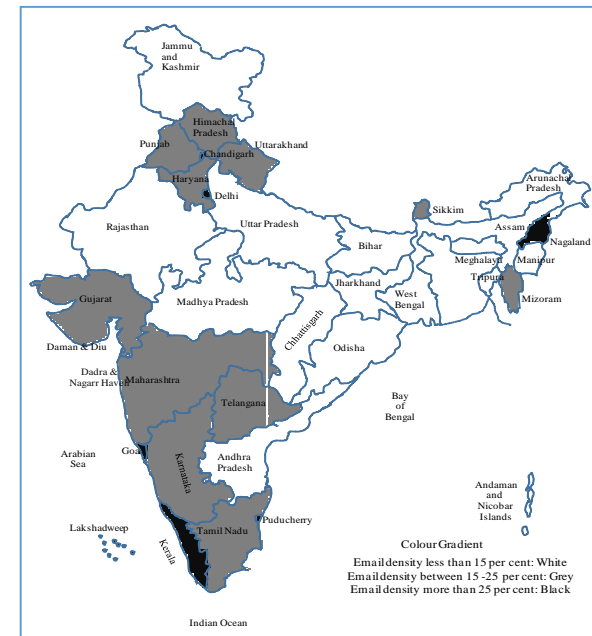 Jammu
and
Kashmir
Himachal
Pradesh
Punjab
Uttarakhand
Chandigarh
Haryana
Delhi
Arunachal
Pradesh
Sikkim
Rajasthan
Uttar Pradesh
Assam
Nagaland
Bihar
Meghalaya
Manipur
Tripura
Jharkhand
Gujarat
Madhya Pradesh
West
Bengal
Mizoram
Chhattisgarh
Daman & Diu
Odisha
Dadra &
Nagarr Haveli
Maharashtra
Telangana
Bay
of
Bengal
Goa
Arabian
Sea
Andhra
Pradesh
Karnataka
Andaman
and
Nicobar
Islands
Puducherry
Lakshadweep
Tamil Nadu
Kerala
Colour Gradient
Email density less than 15 per cent: White
Email density between 15 -25 per cent: Grey
Email density more than 25 per cent: Black
Indian Ocean